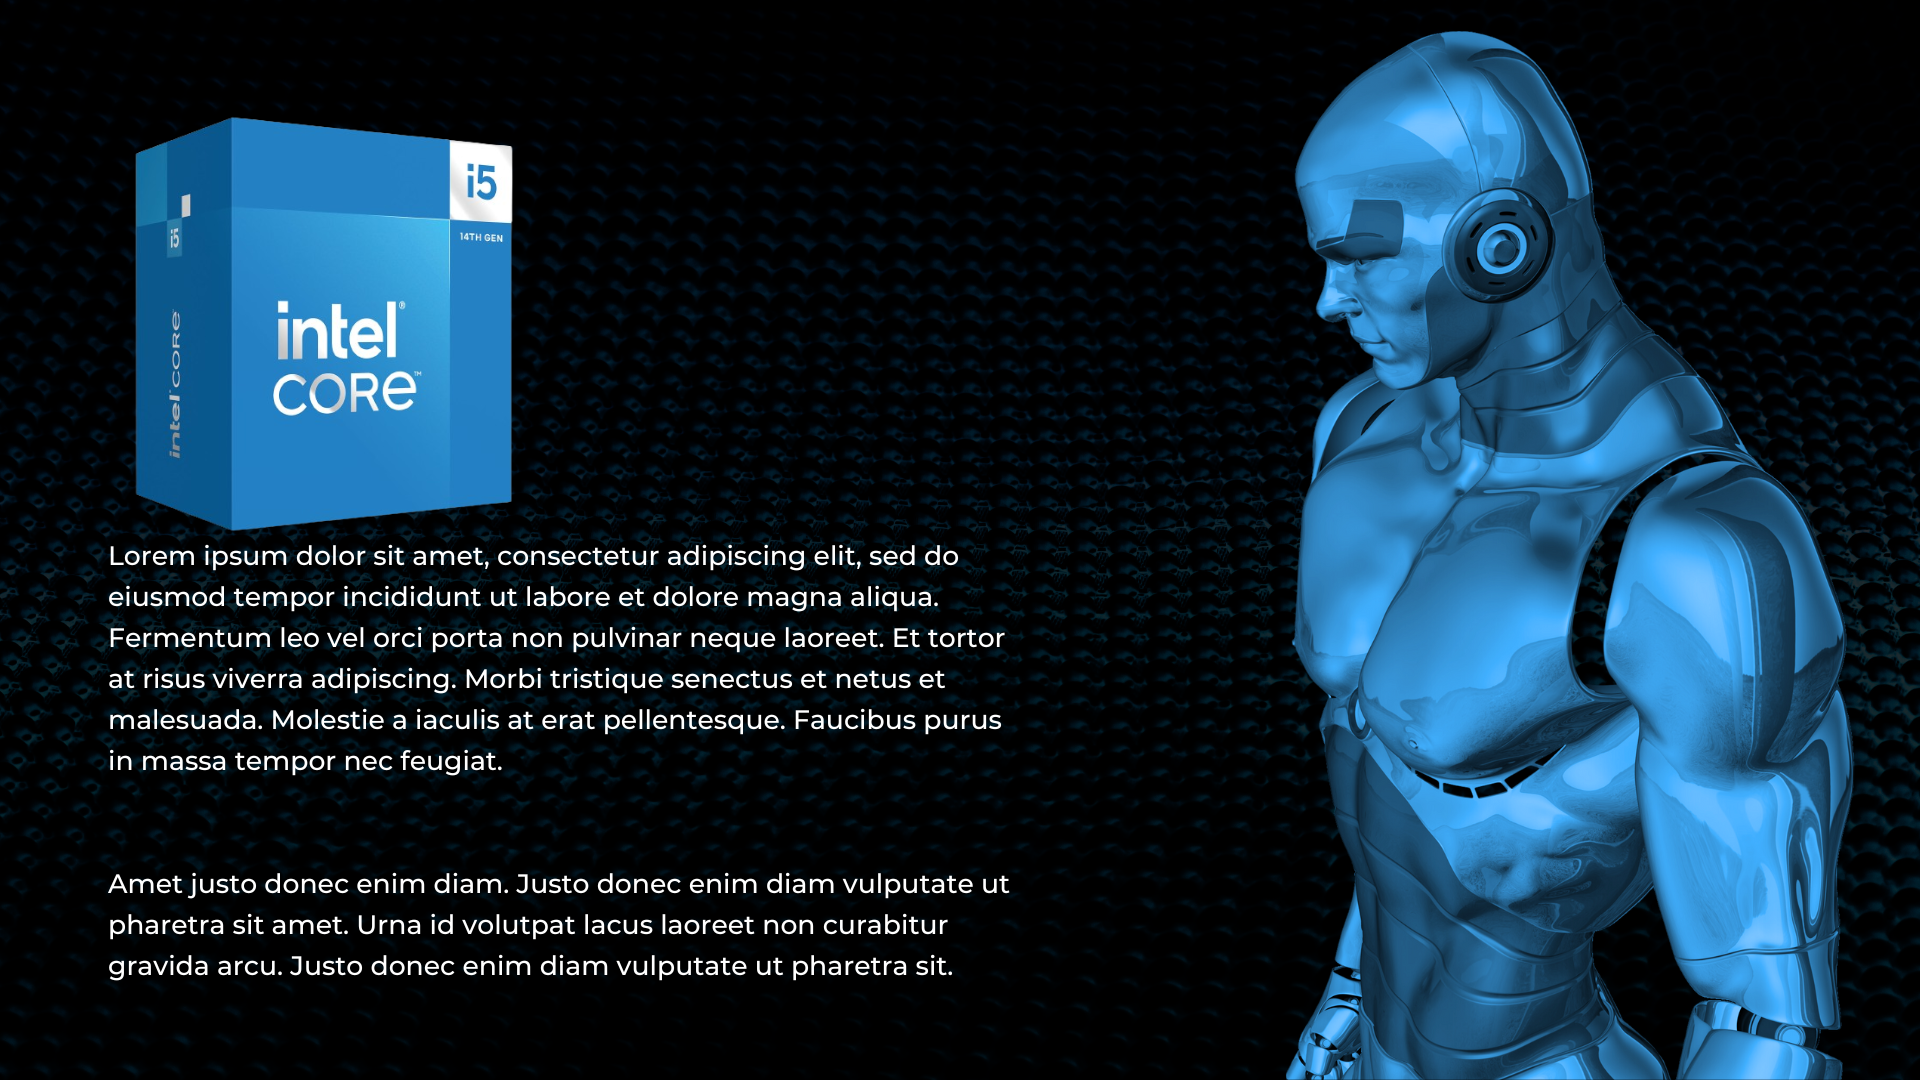 i5
14TH GEN
i5
intel® CORE™
intel CORE
Lorem ipsum dolor sit amet, consectetur adipiscing elit, sed do
eiusmod tempor incididunt ut labore et dolore magna aliqua.
Fermentum leo vel orci porta non pulvinar neque laoreet. Et tortor
at risus viverra adipiscing. Morbi tristique senectus et netus et
malesuada. Molestie a iaculis at erat pellentesque. Faucibus purus
in massa tempor nec feugiat.
Amet justo donec enim diam. Justo donec enim diam vulputate ut
pharetra sit amet. Urna id volutpat lacus laoreet non curabitur
gravida arcu. Justo donec enim diam vulputate ut pharetra sit.